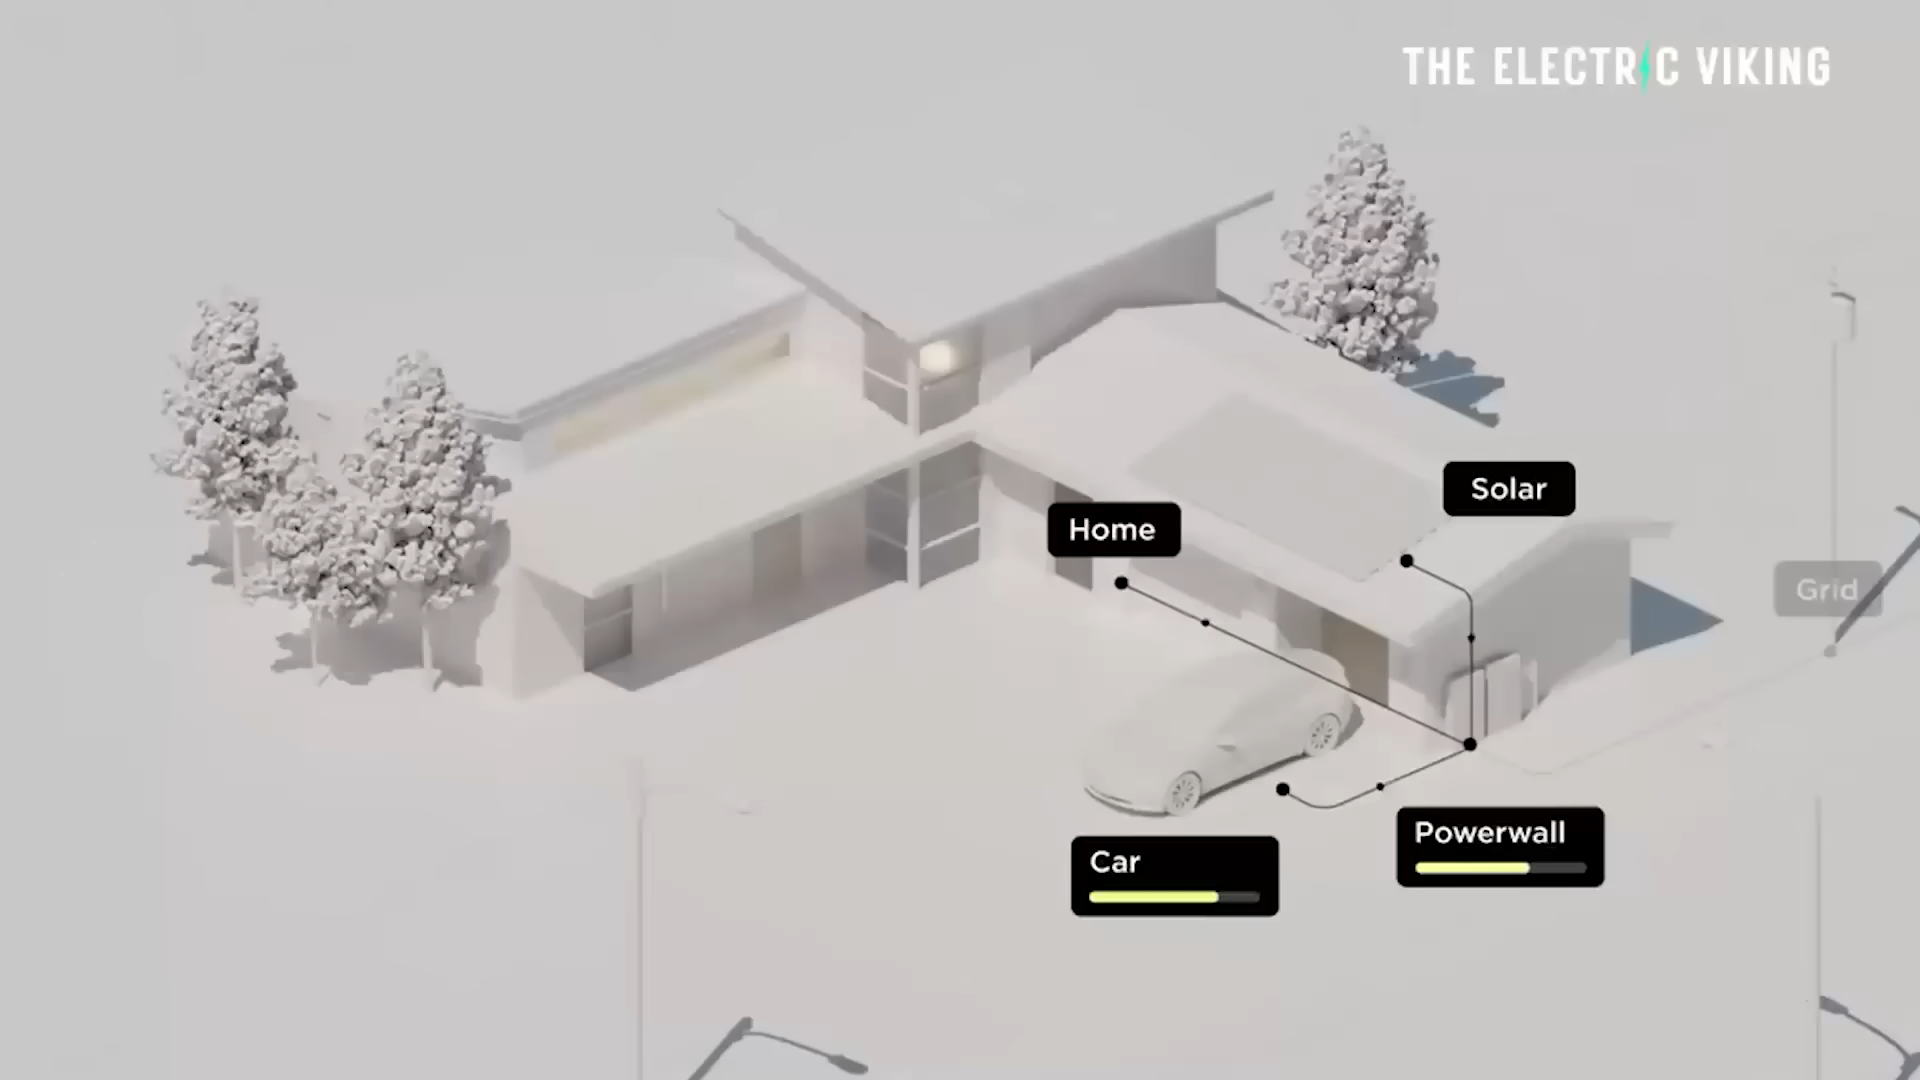 THE ELECTRIC VIKING
Solar
Home
Grid
Powerwall
Car